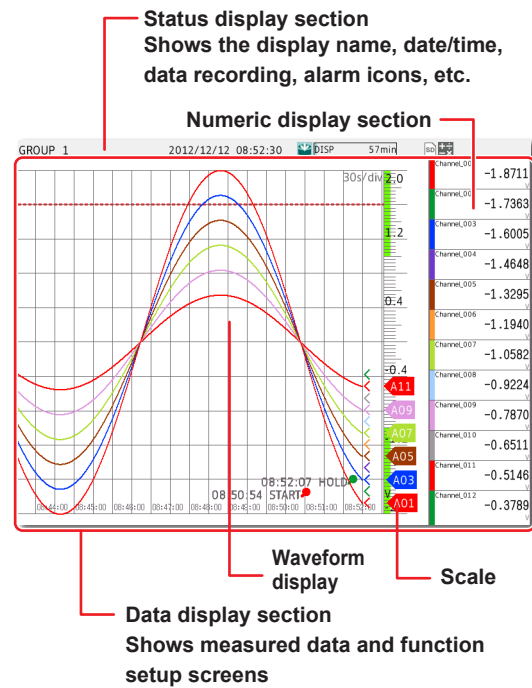 Status display section
Shows the display name, date/time,
data recording, alarm icons, etc.
Numeric display section
GROUP 1 2012/12/12 08:52:30 DISP 57min SD
30s/div 2.0
1.2
0.4
-0.4
Channel_00 -1.8711 V
Channel_00 -1.7363 V
Channel_003 -1.6005 V
Channel_004 -1.4648 V
Channel_005 -1.3295 V
Channel_006 -1.1940 V
Channel_007 -1.0582 V
Channel_008 -0.9224 V
Channel_009 -0.7870 V
Channel_010 -0.6511 V
Channel_011 -0.5146 V
Channel_012 -0.3789 V
A11
A09
A07
A05
A03
A01
V
08:52:07 HOLD
08:50:54 START
08:44:00 08:45:00 08:46:00 08:47:00 08:48:00 08:49:00 08:50:00 08:51:00 08:52:00
Waveform
display
Scale
Data display section
Shows measured data and function
setup screens